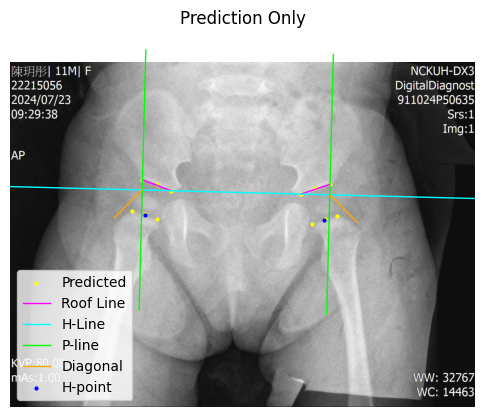 Prediction Only
陳玥彤| 11M| F
22215056
2024/07/23
09:29:38
AP
NCKUH-DX3
DigitalDiagnost
911024P50635
Srs:1
Img:1
Predicted
Roof Line
H-Line
P-line
Diagonal
H-point
KVP:80.00
mAs:1.00
WW: 32767
WC: 14463